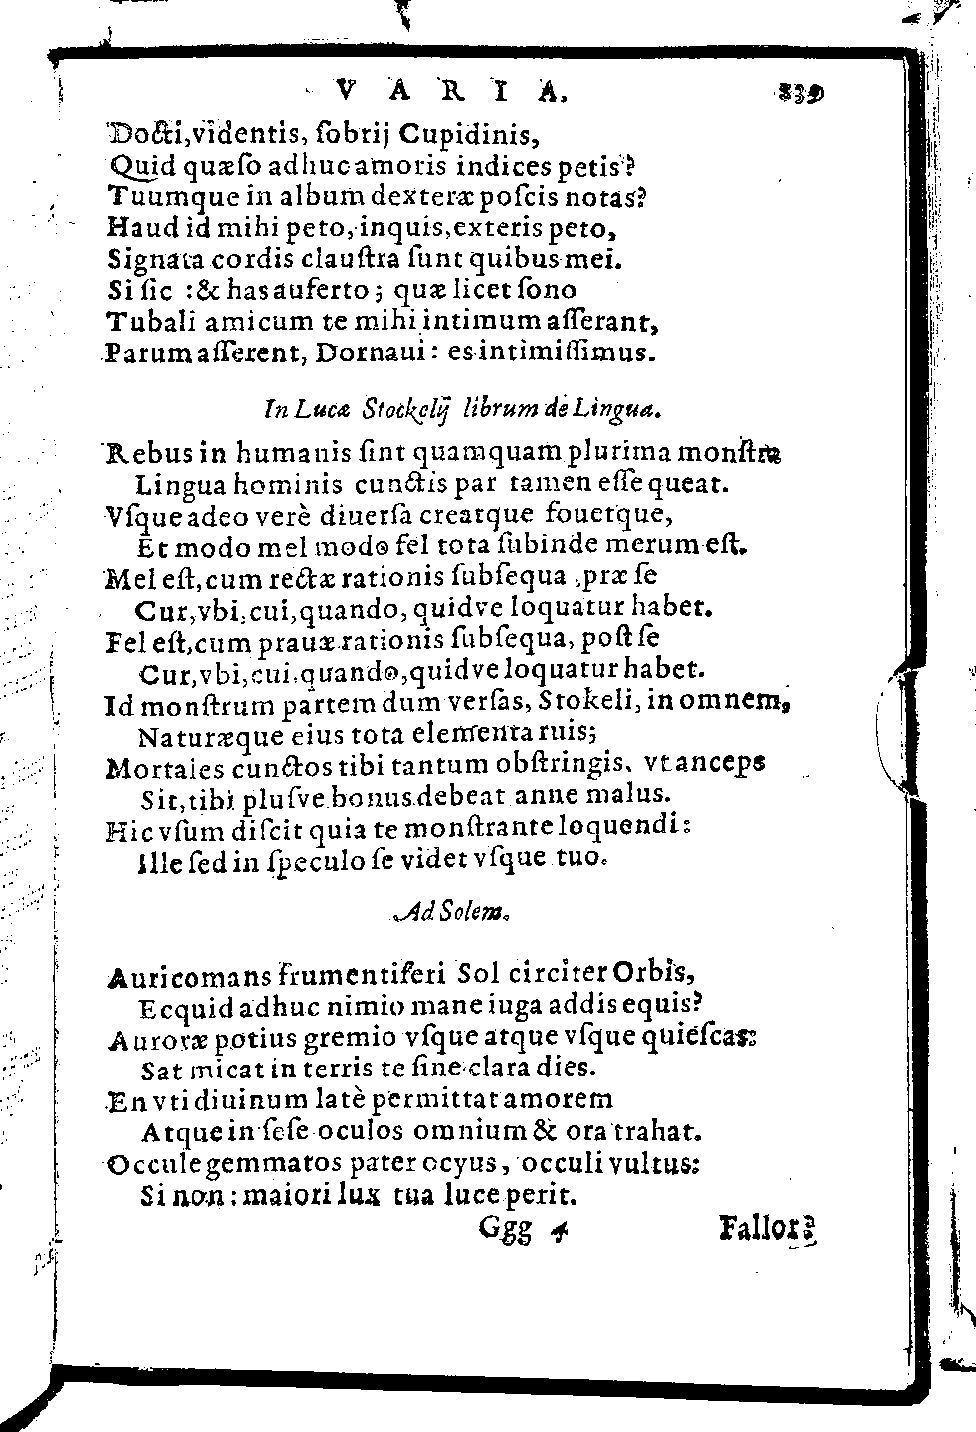 VARIA. 839
Docti, videntis, ſobrij Cupidinis,
Quid quæſo adhuc amoris indices petis?
Tuumque in album dexteræ poſcis notas?
Haud id mihi peto, inquis, exteris peto,
Signata cordis clauſtra ſunt quibus mei.
Si ſic : & has auferto ; quæ licet ſono
Tubali amicum te mihi intimum aſſerant,
Parum aſſerent, Dornaui : es intimiſſimus.
In Lucæ Stockelij librum de Lingua.
Rebus in humanis ſint quamquam plurima monſtra
Lingua hominis cunctis par tamen eſſe queat.
Vſque adeo verè diuerſa creatque fouetque,
Et modo mel modo fel tota ſubinde merum eſt.
Mel eſt, cum rectæ rationis ſubſequa , præ ſe
Cur, vbi, cui, quando, quidve loquatur habet.
Fel eſt, cum prauæ rationis ſubſequa, poſt ſe
Cur, vbi, cui, quando, quidve loquatur habet.
Id monſtrum partem dum verſas, Stokeli, in omnem,
Naturæque eius tota elementa ruis;
Mortales cunctos tibi tantum obſtringis, vt anceps
Sit, tibi pluſve bonus debeat anne malus.
Hic vſum diſcit quia te monſtrante loquendi:
Ille ſed in ſpeculo ſe videt vſque tuo.
Ad Solem.
Auricomans frumentiferi Sol circiter Orbis,
Ecquid adhuc nimio mane iuga addis equis?
Auroræ potius gremio vſque atque vſque quieſcas:
Sat micat in terris te ſine clara dies.
En vti diuinum latè permittat amorem
Atque in ſeſe oculos omnium & ora trahat.
Occule gemmatos pater ocyus, occuli vultus:
Si non : maiori lux tua luce perit.
Ggg 4 Fallor?